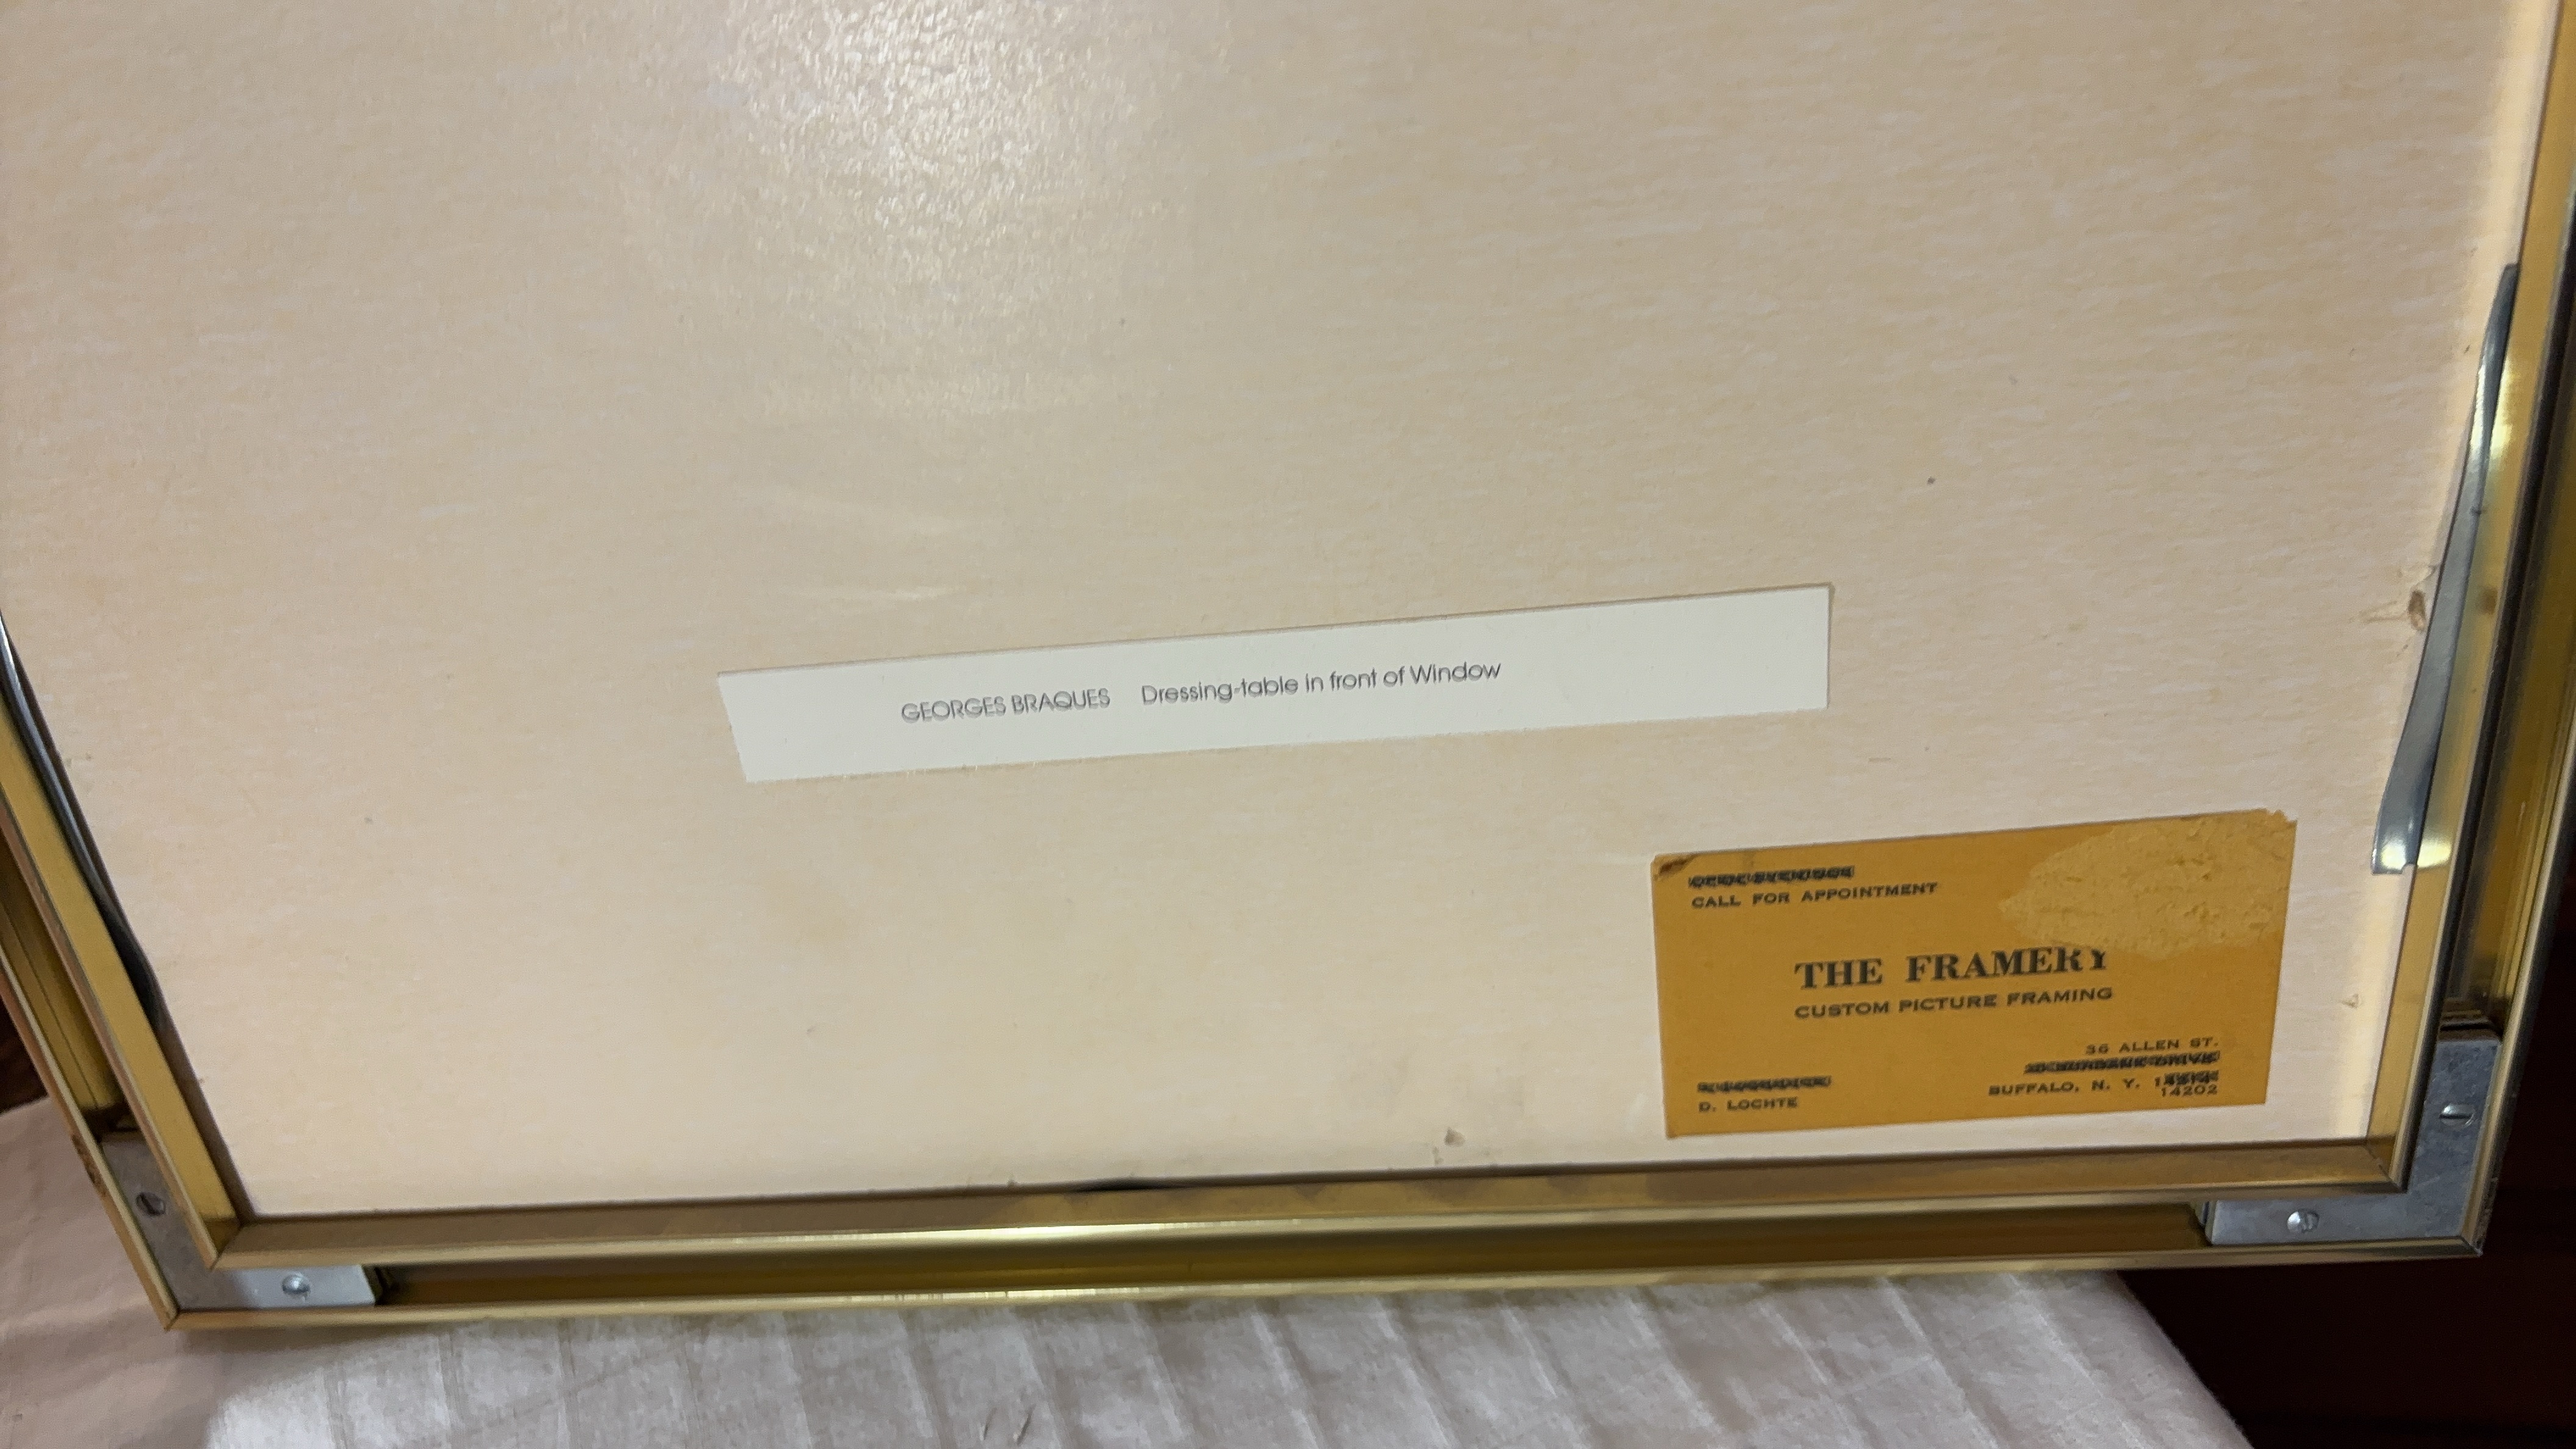 GEORGES BRAQUES Dressing-table in front of Window
CALL FOR APPOINTMENT
THE FRAMERY
CUSTOM PICTURE FRAMING
36 ALLEN ST.
BUFFALO, N. Y.
14202
D. LOCHTE